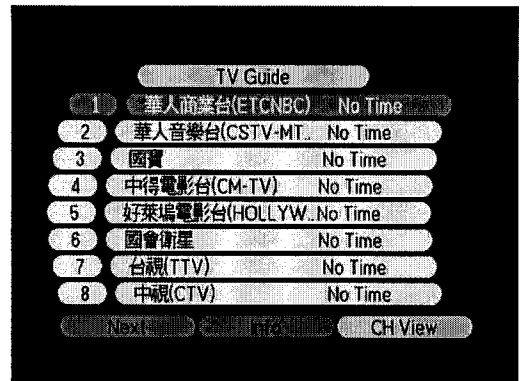 TV Guide
1 華人商業台(ETCNBC) No Time
2 華人音樂台(CSTV-MT.. No Time
3 國寶 No Time
4 中得電影台(CM-TV) No Time
5 好萊塢電影台(HOLLYW.. No Time
6 國會衛星 No Time
7 台視(TTV) No Time
8 中視(CTV) No Time
Next Info CH View